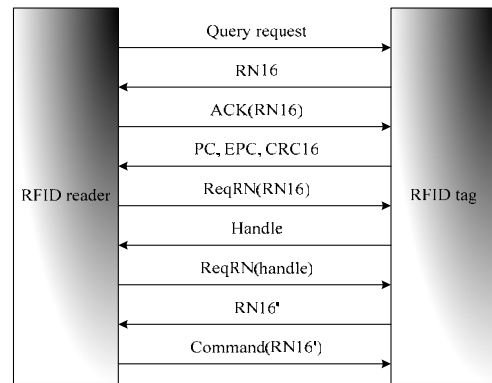 Query request
RN16
ACK(RN16)
PC, EPC, CRC16
ReqRN(RN16)
RFID reader
RFID tag
Handle
ReqRN(handle)
RN16'
Command(RN16')